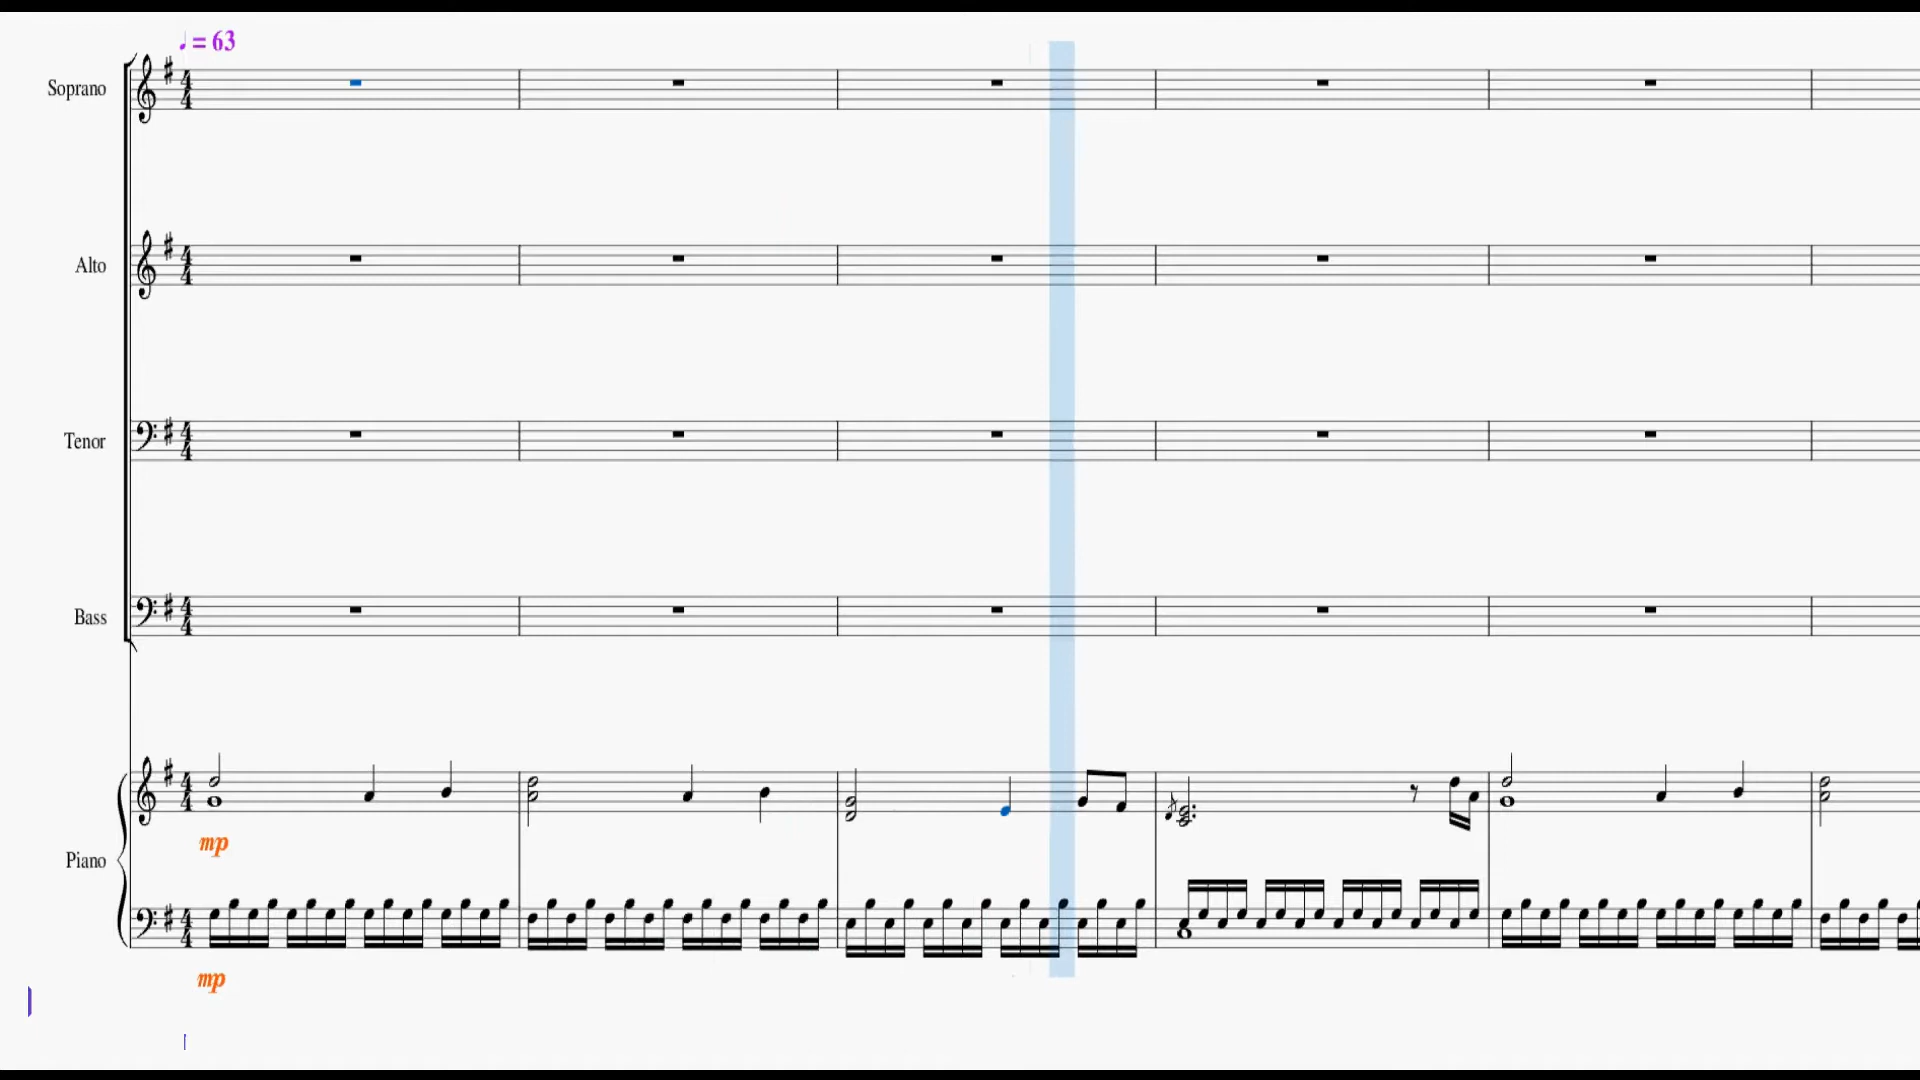 ♩ = 63
Soprano
Alto
Tenor
Bass
Piano
mp
mp